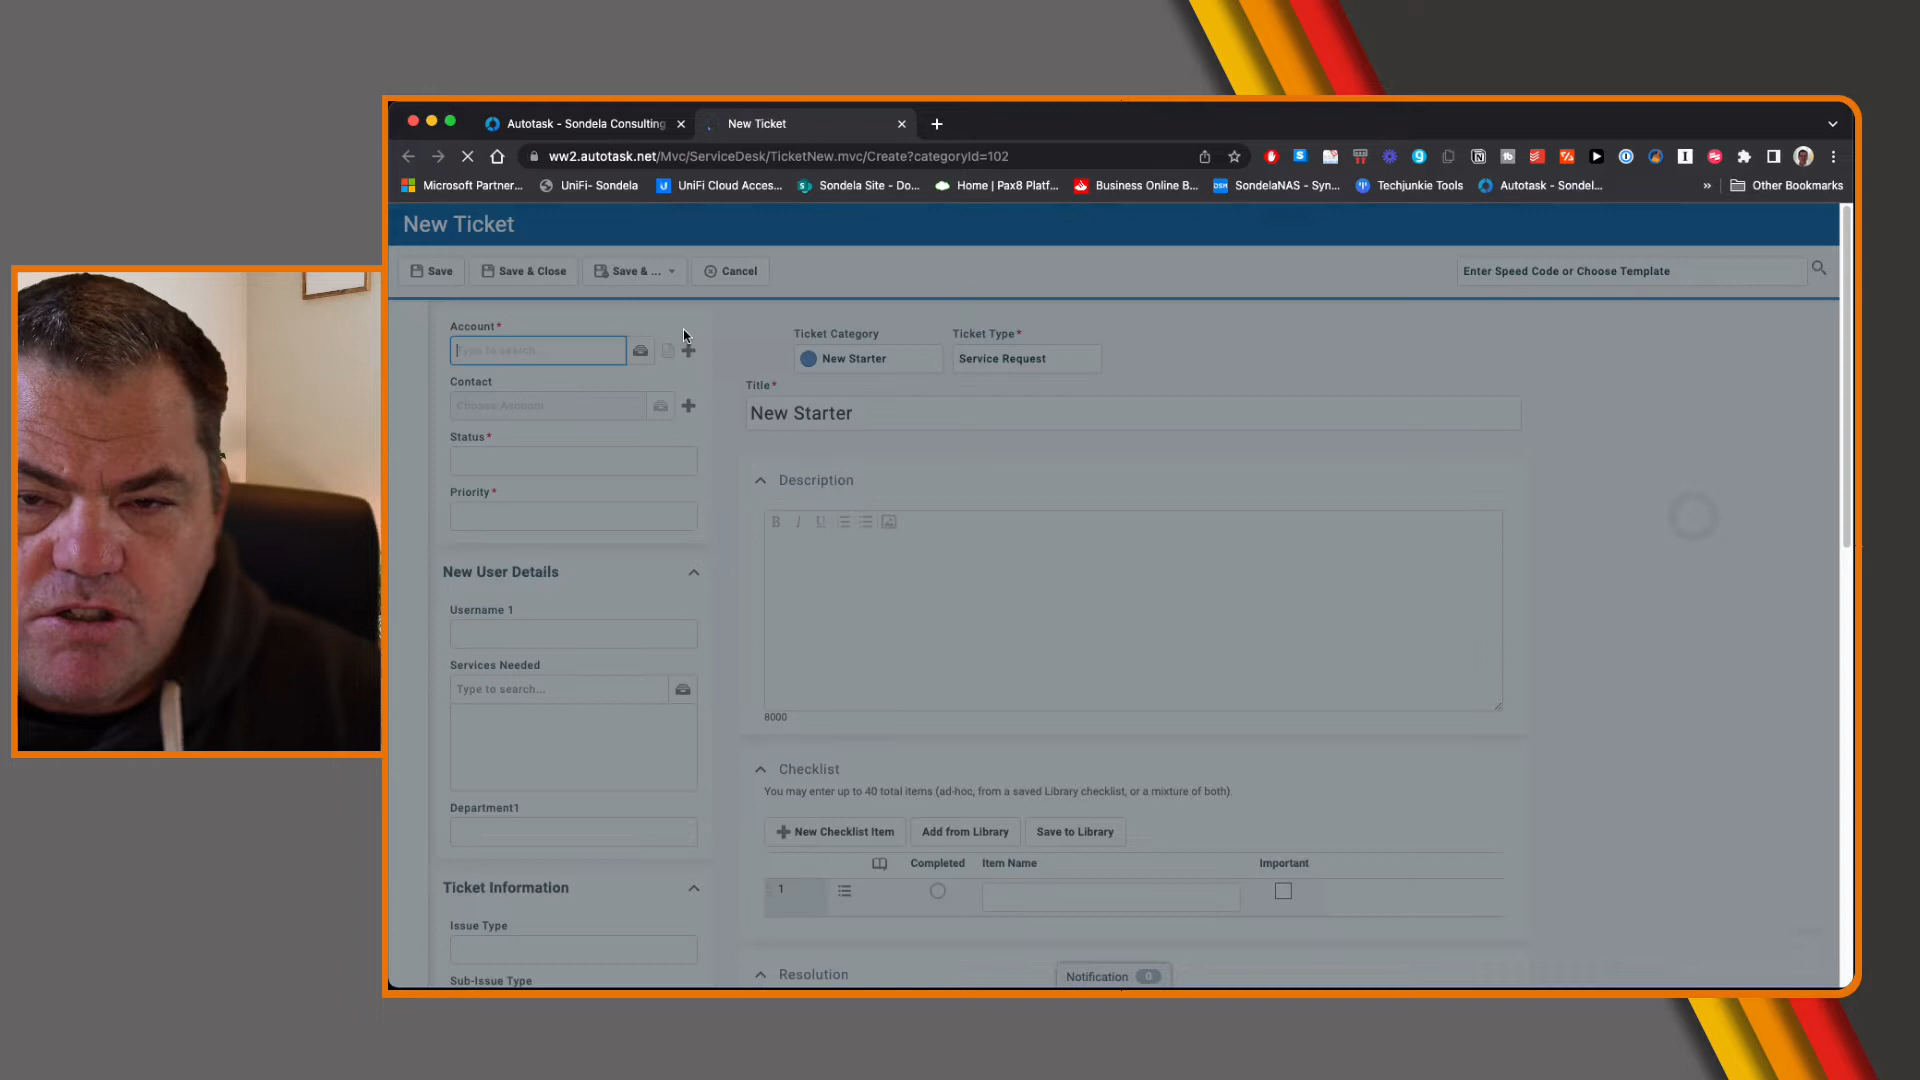 Autotask - Sondela Consulting
New Ticket
ww2.autotask.net/Mvc/ServiceDesk/TicketNew.mvc/Create?categoryId=102
Microsoft Partner...
UniFi- Sondela
UniFi Cloud Acces...
Sondela Site - Do...
Home | Pax8 Platf...
Business Online B...
SondelaNAS - Syn...
Techjunkie Tools
Autotask - Sondel...
»
Other Bookmarks
New Ticket
Save
Save & Close
Save & ...
Cancel
Enter Speed Code or Choose Template
Account*
Type to search...
Contact
Choose Account
Status*
Priority*
New User Details
Username 1
Services Needed
Type to search...
Department1
Ticket Information
Issue Type
Sub-Issue Type
Ticket Category
New Starter
Ticket Type*
Service Request
Title*
New Starter
Description
B I U
8000
Checklist
You may enter up to 40 total items (ad-hoc, from a saved Library checklist, or a mixture of both).
New Checklist Item
Add from Library
Save to Library
Completed
Item Name
Important
1
Resolution
Notification 0